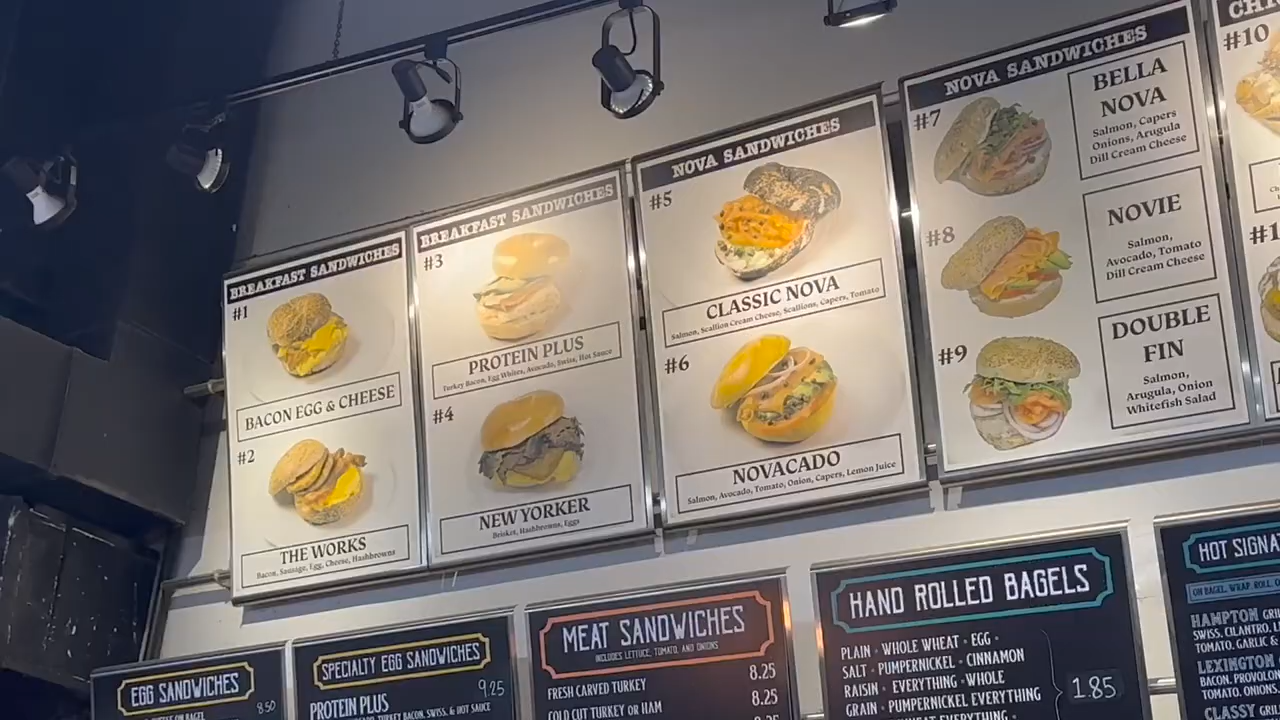 BREAKFAST SANDWICHES
#1
BACON EGG & CHEESE
#2
THE WORKS
Bacon, Sausage, Egg, Cheese, Hashbrowns
BREAKFAST SANDWICHES
#3
PROTEIN PLUS
Turkey Bacon, Egg Whites, Avocado, Swiss, Hot Sauce
#4
NEW YORKER
Brisket, Hashbrowns, Eggs
NOVA SANDWICHES
#5
CLASSIC NOVA
Salmon, Scallion Cream Cheese, Scallions, Capers, Tomato
#6
NOVACADO
Salmon, Avocado, Tomato, Onion, Capers, Lemon Juice
NOVA SANDWICHES
#7
BELLA
NOVA
Salmon, Capers
Onions, Arugula
Dill Cream Cheese
#8
NOVIE
Salmon,
Avocado, Tomato
Dill Cream Cheese
#9
DOUBLE
FIN
Salmon,
Arugula, Onion
Whitefish Salad
#10
EGG SANDWICHES
8.50
SPECIALTY EGG SANDWICHES
PROTEIN PLUS 9.25
TURKEY BACON, SWISS, & HOT SAUCE
MEAT SANDWICHES
INCLUDES LETTUCE, TOMATO, AND ONIONS
FRESH CARVED TURKEY 8.25
COLD CUT TURKEY OR HAM 8.25
HAND ROLLED BAGELS
PLAIN • WHOLE WHEAT • EGG •
SALT • PUMPERNICKEL • CINNAMON
RAISIN • EVERYTHING • WHOLE
GRAIN • PUMPERNICKEL EVERYTHING
1.85
HOT
HAMPTON
SWISS, CILANTRO,
TOMATO, GARLIC &
LEXINGTON
BACON,
TOMATO,
CLASSY